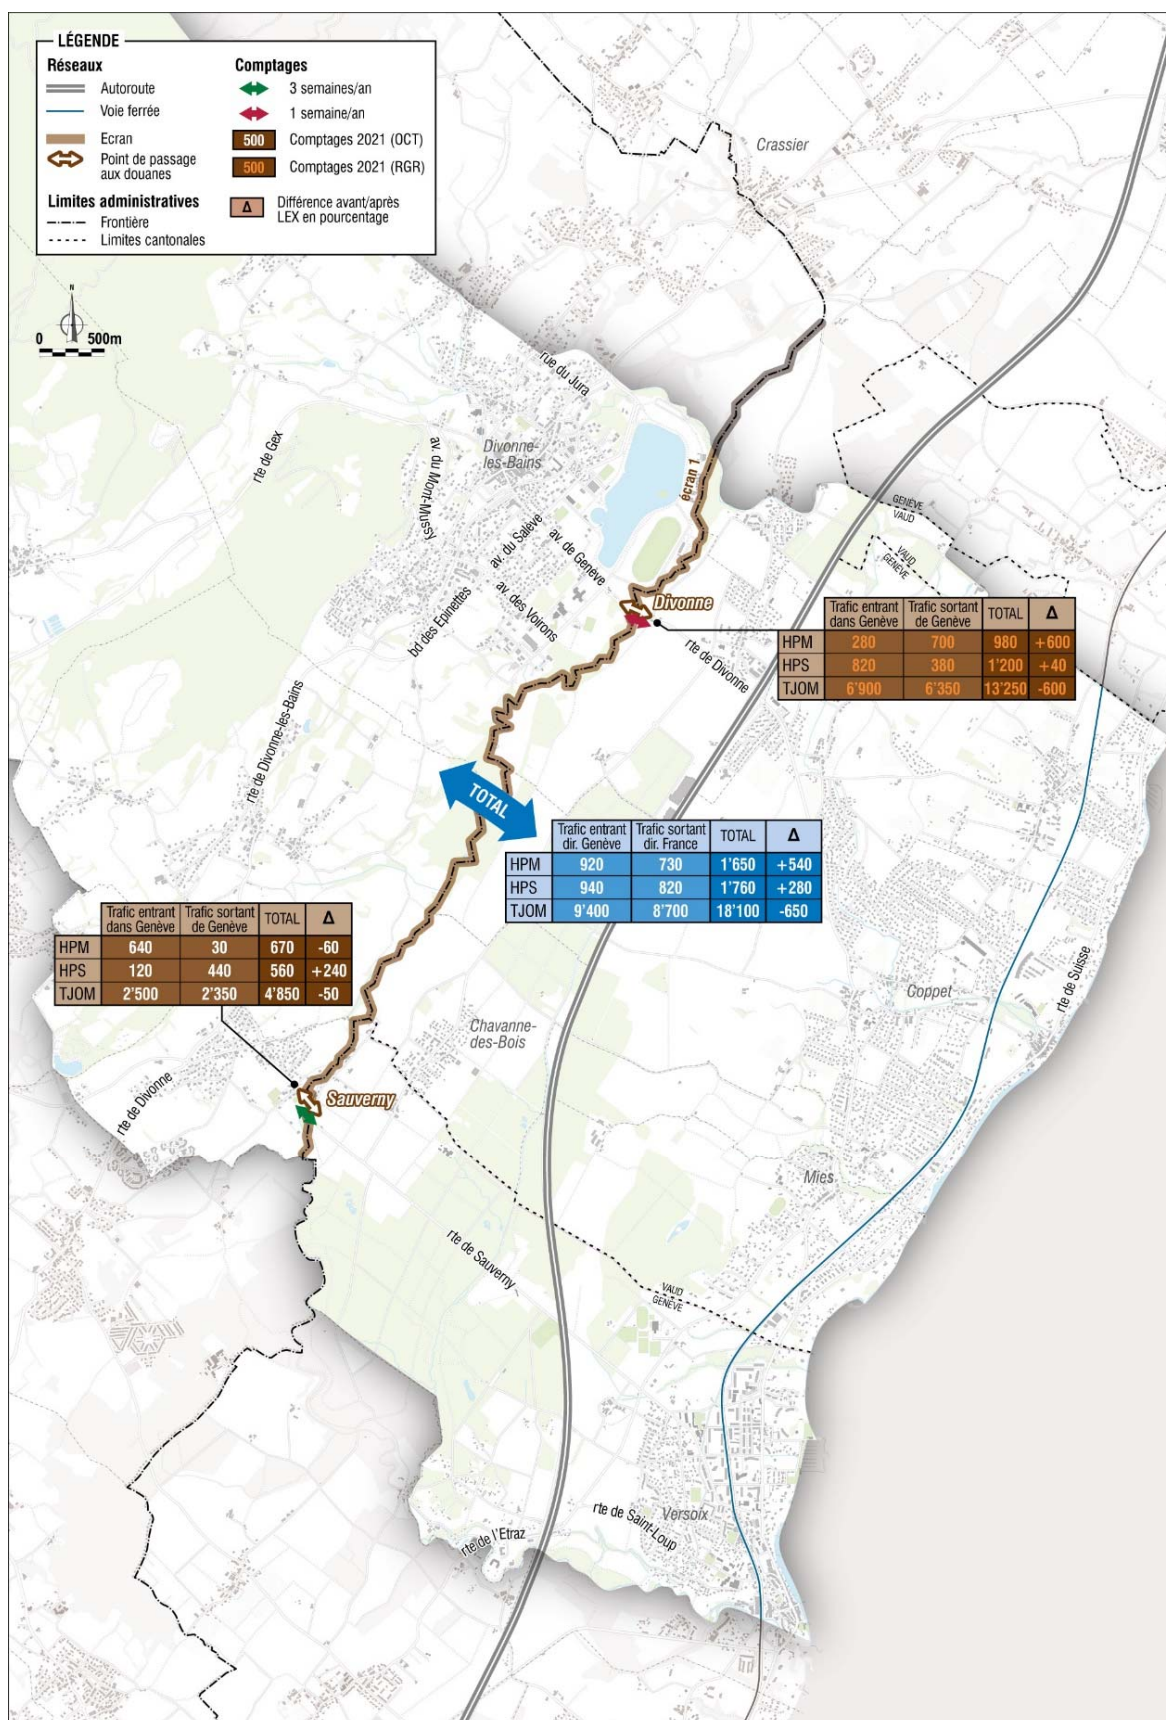 LÉGENDE
Réseaux
Autoroute
Voie ferrée
Ecran
Point de passage
aux douanes
Limites administratives
Frontière
Limites cantonales
Comptages
3 semaines/an
1 semaine/an
500 Comptages 2021 (OCT)
500 Comptages 2021 (RGR)
Δ Différence avant/après
LEX en pourcentage
N
0 500m
Crassier
rue du Jura
rte de Gex
av. du Mont-Mussy
Divonne-
les-Bains
écran 1
av. du Salève
av. de Genève
av. des Voirons
bd des Epinettes
GENÈVE
VAUD
VAUD
GENÈVE
Divonne
rte de Divonne
Trafic entrant dans Genève Trafic sortant de Genève TOTAL Δ
HPM 280 700 980 +600
HPS 820 380 1'200 +40
TJOM 6'900 6'350 13'250 -600
rte de Divonne-les-Bains
TOTAL
Trafic entrant dir. Genève Trafic sortant dir. France TOTAL Δ
HPM 920 730 1'650 +540
HPS 940 820 1'760 +280
TJOM 9'400 8'700 18'100 -650
Trafic entrant dans Genève Trafic sortant de Genève TOTAL Δ
HPM 640 30 670 -60
HPS 120 440 560 +240
TJOM 2'500 2'350 4'850 -50
Goppet
rte de Suisse
Chavanne-
des-Bois
rte de Divonne
Sauverny
Mies
rte de Sauverny
VAUD
GENÈVE
rte de Saint-Loup
Versoix
rte de l'Etraz